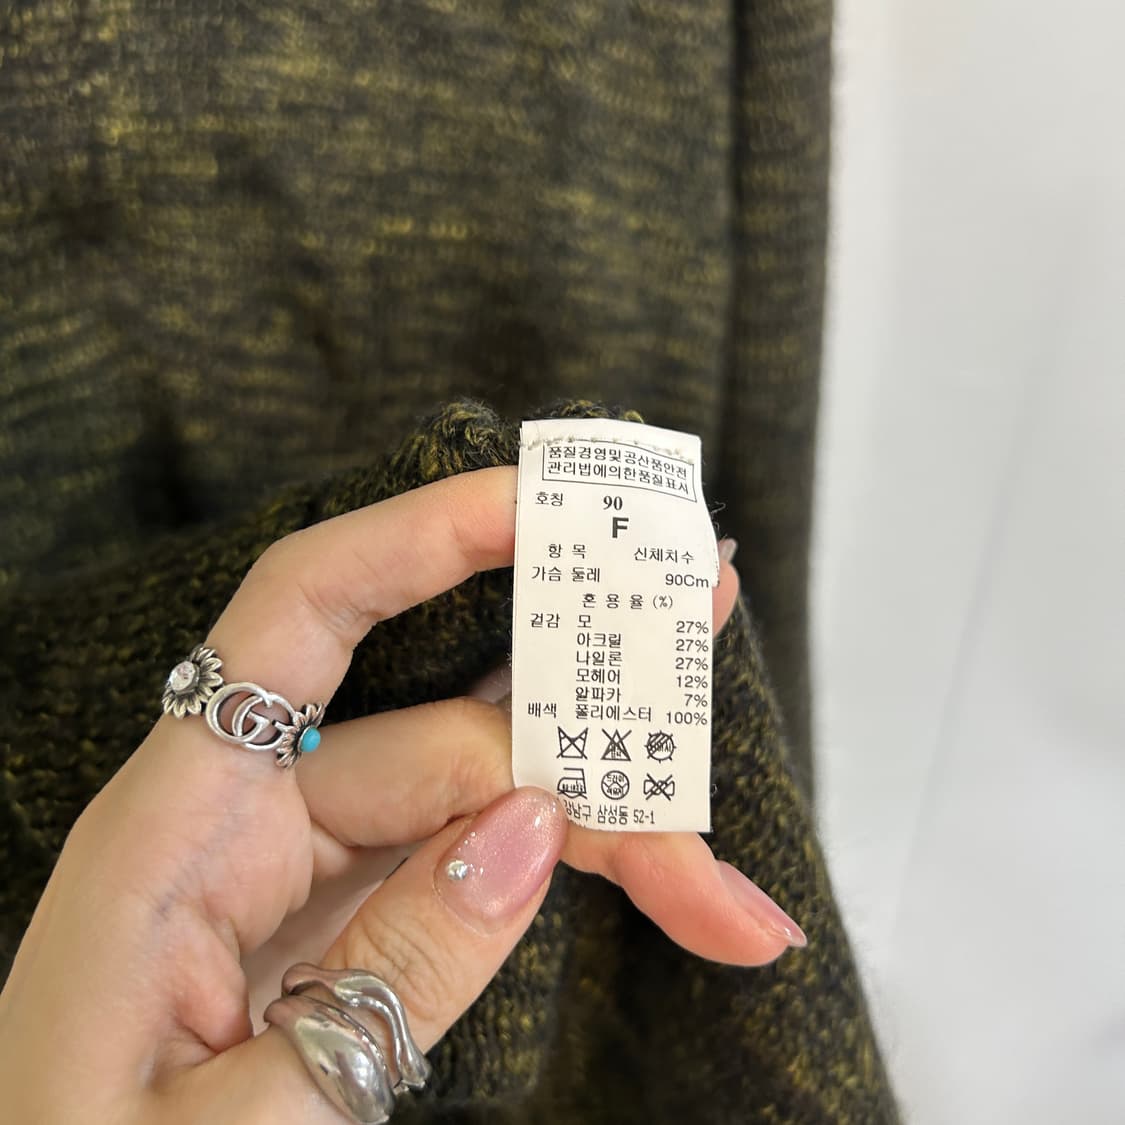 품질경영및공산품안전
관리법에의한품질표시
호칭 90
F
항 목 신체치수
가슴 둘레 90Cm
혼 용 율 (%)
겉감 모 27%
아크릴 27%
나일론 27%
모헤어 12%
알파카 7%
배색 폴리에스터 100%
강남구 삼성동 52-1